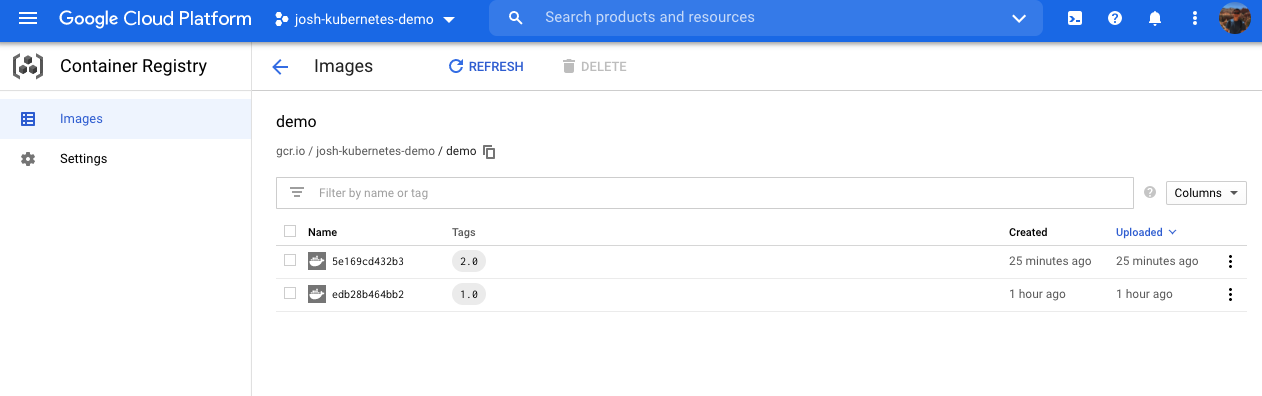 Google Cloud Platform josh-kubernetes-demo Search products and resources
Container Registry Images REFRESH DELETE
Images
Settings
demo
gcr.io / josh-kubernetes-demo / demo
Filter by name or tag Columns
Name Tags Created Uploaded
5e169cd432b3 2.0 25 minutes ago 25 minutes ago
edb28b464bb2 1.0 1 hour ago 1 hour ago